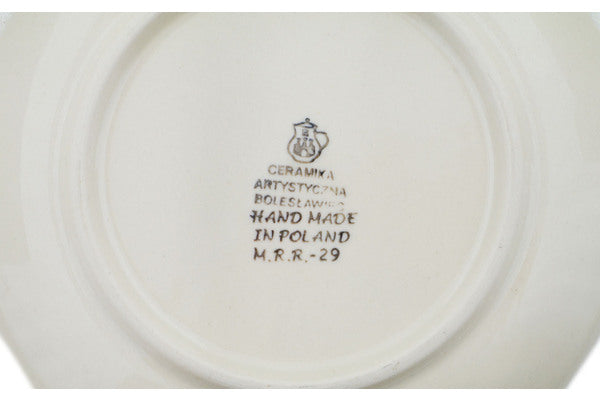 CERAMIKA
ARTYSTYCZNA
BOLESŁAWIEC
HAND MADE
IN POLAND
M.R.R.-29